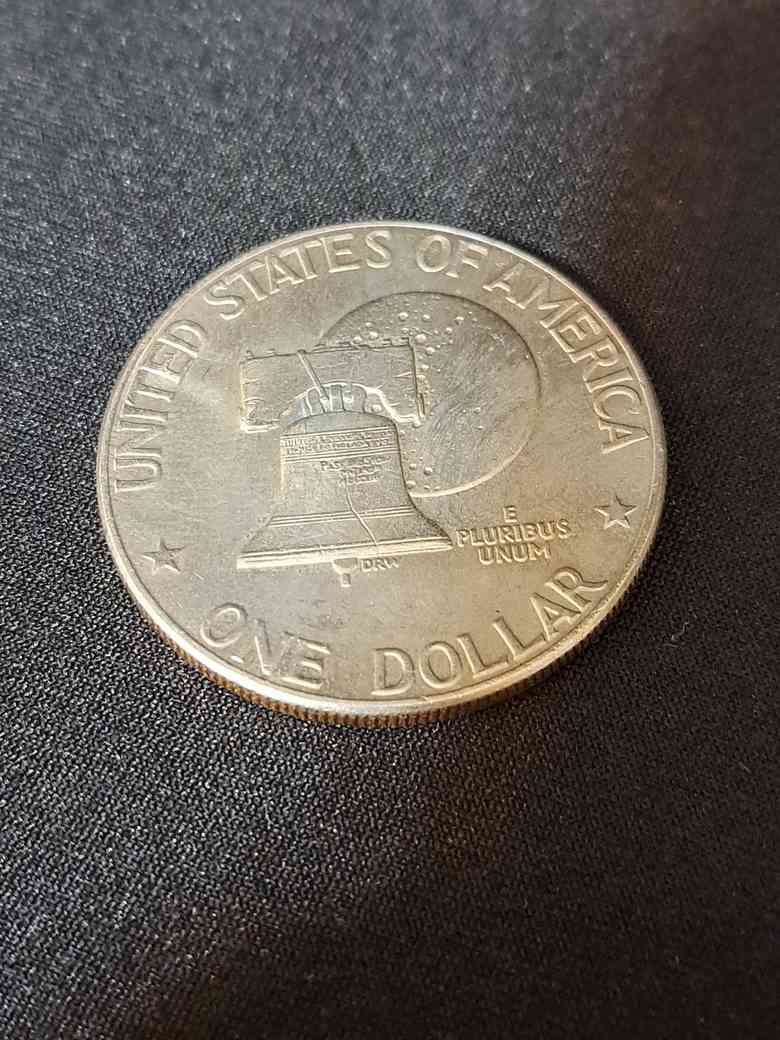 UNITED STATES OF AMERICA
E
PLURIBUS
UNUM
DRW
ONE DOLLAR